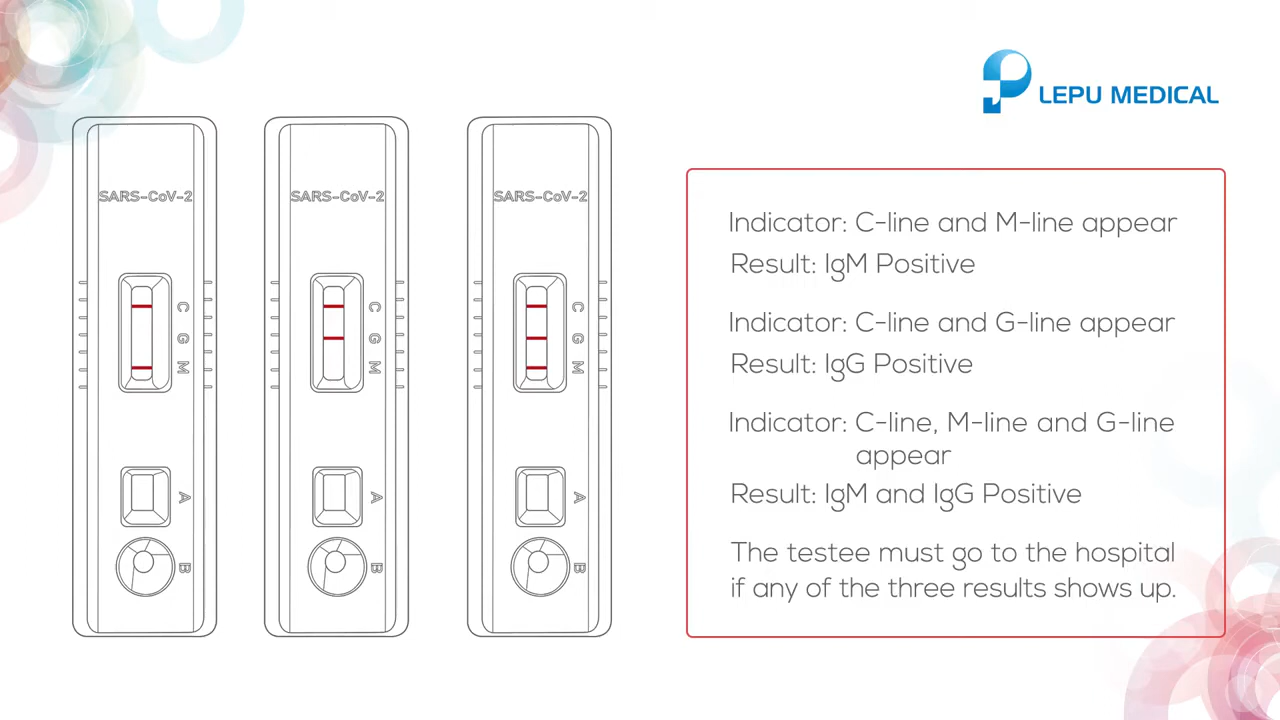 LEPU MEDICAL
SARS-CoV-2
C
G
M
A
B
SARS-CoV-2
C
G
M
A
B
SARS-CoV-2
C
G
M
A
B
Indicator: C-line and M-line appear
Result: IgM Positive
Indicator: C-line and G-line appear
Result: IgG Positive
Indicator: C-line, M-line and G-line
appear
Result: IgM and IgG Positive
The testee must go to the hospital
if any of the three results shows up.